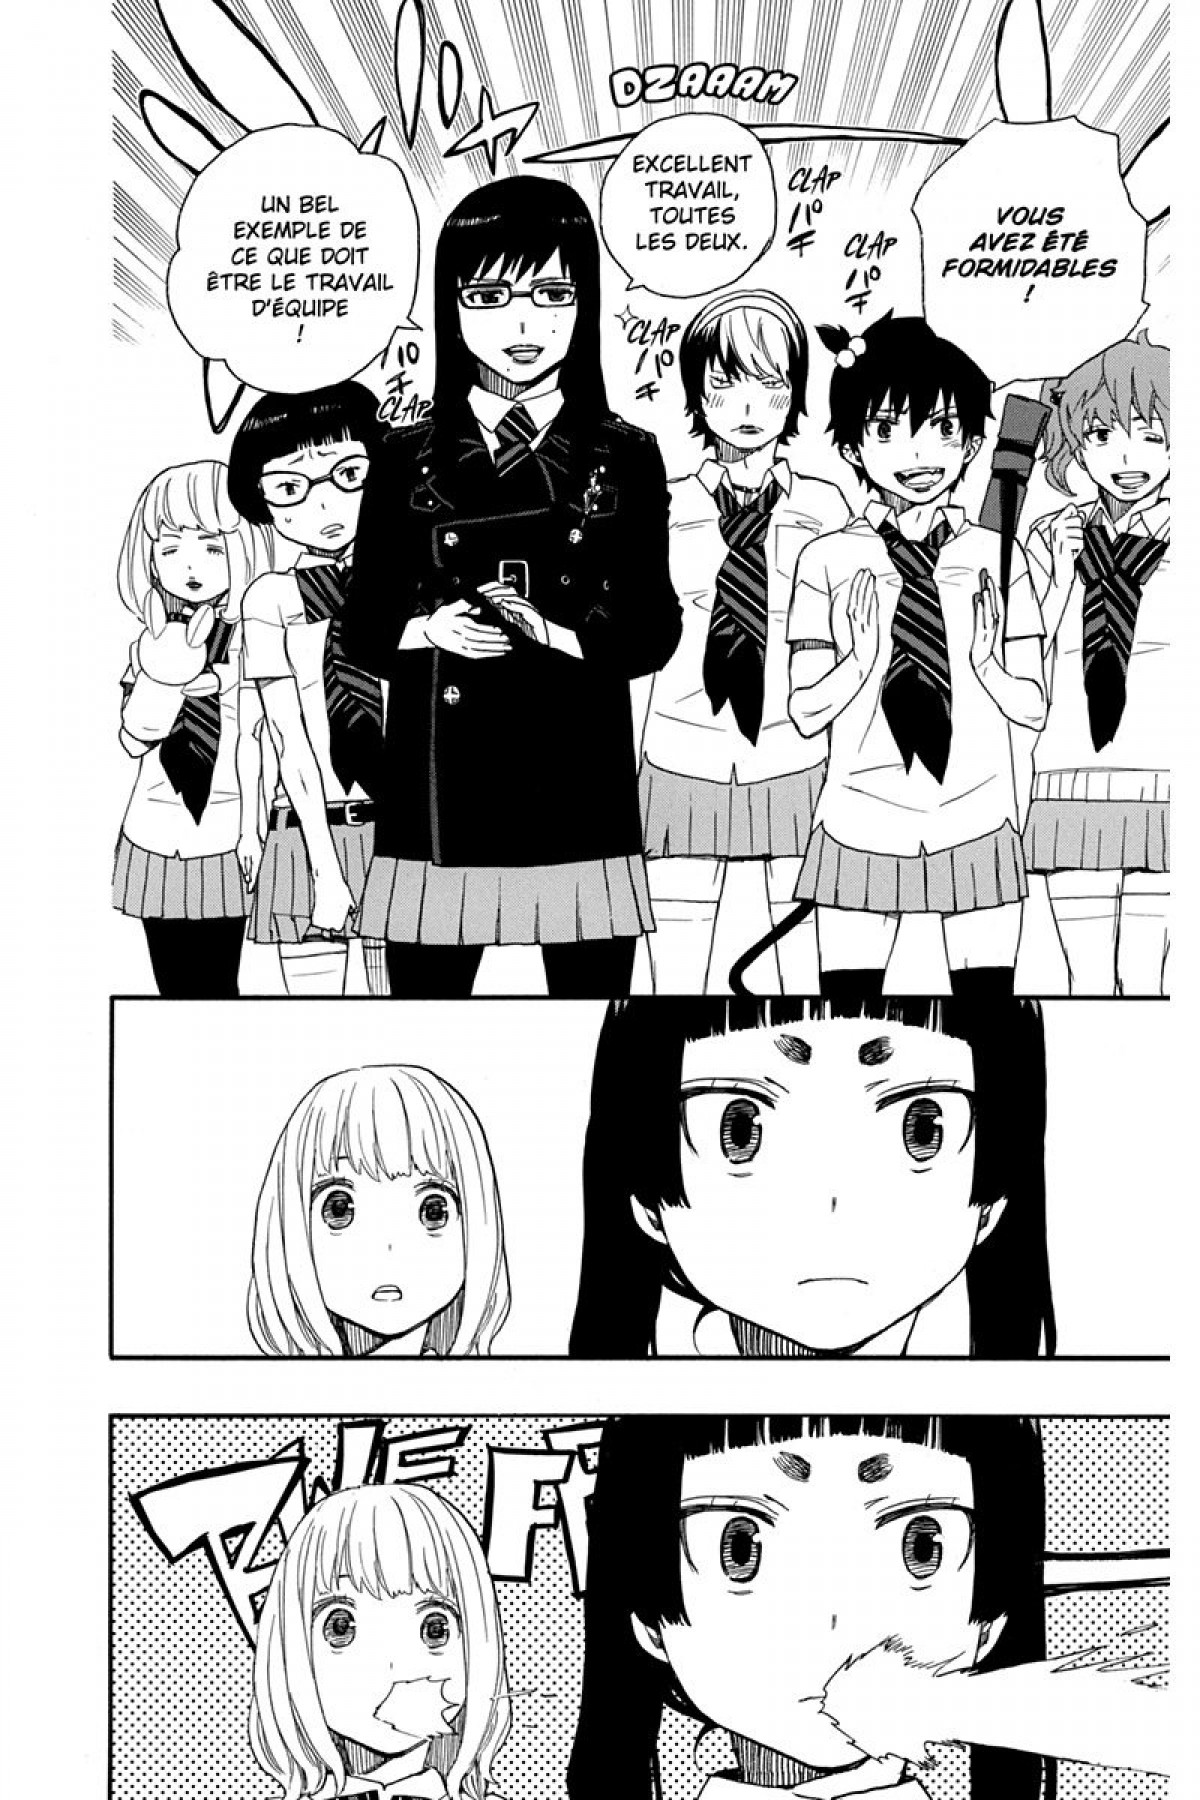 DZAAAM
VOUS
AVEZ ÉTÉ
FORMIDABLES
!
CLAP
CLAP
EXCELLENT
TRAVAIL,
TOUTES
LES DEUX.
CLAP
UN BEL
EXEMPLE DE
CE QUE DOIT
ÊTRE LE TRAVAIL
D'ÉQUIPE
!
CLAP